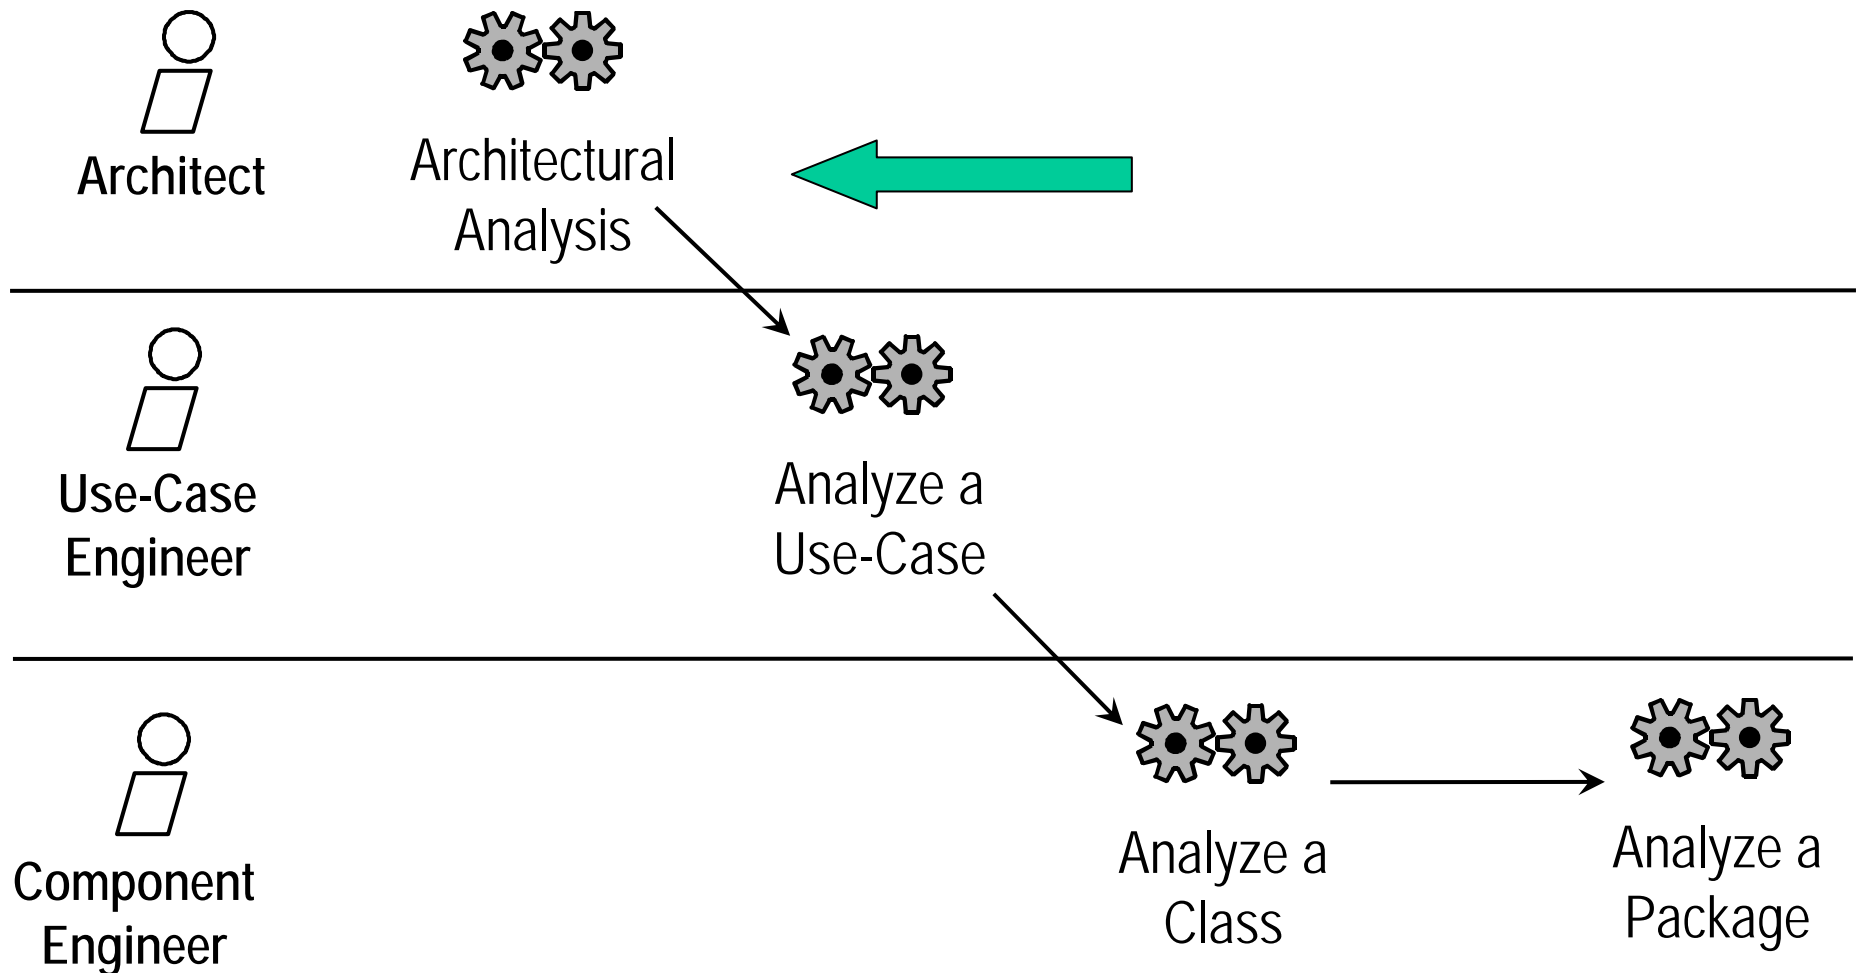 Architect
Architectural
Analysis
Use-Case
Engineer
Analyze a
Use-Case
Component
Engineer
Analyze a
Class
Analyze a
Package